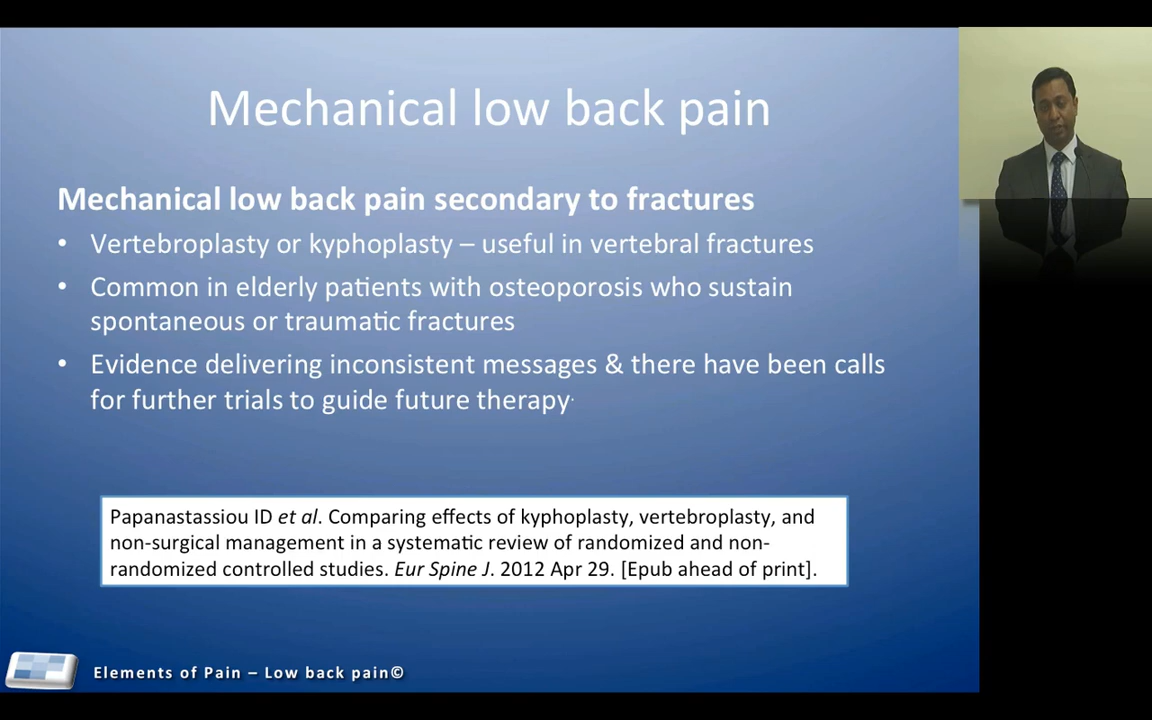 Mechanical low back pain
Mechanical low back pain secondary to fractures
• Vertebroplasty or kyphoplasty – useful in vertebral fractures
• Common in elderly patients with osteoporosis who sustain
spontaneous or traumatic fractures
• Evidence delivering inconsistent messages & there have been calls
for further trials to guide future therapy.
Papanastassiou ID et al. Comparing effects of kyphoplasty, vertebroplasty, and
non-surgical management in a systematic review of randomized and non-
randomized controlled studies. Eur Spine J. 2012 Apr 29. [Epub ahead of print].
Elements of Pain – Low back pain©